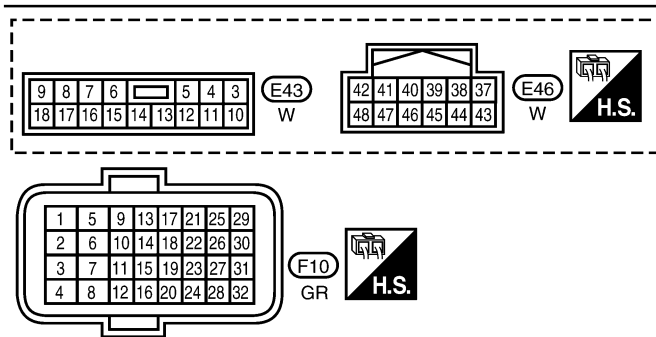 9 8 7 6 5 4 3
18 17 16 15 14 13 12 11 10
E43
W
42 41 40 39 38 37
48 47 46 45 44 43
E46
W
H.S.
1 5 9 13 17 21 25 29
2 6 10 14 18 22 26 30
3 7 11 15 19 23 27 31
4 8 12 16 20 24 28 32
F10
GR
H.S.